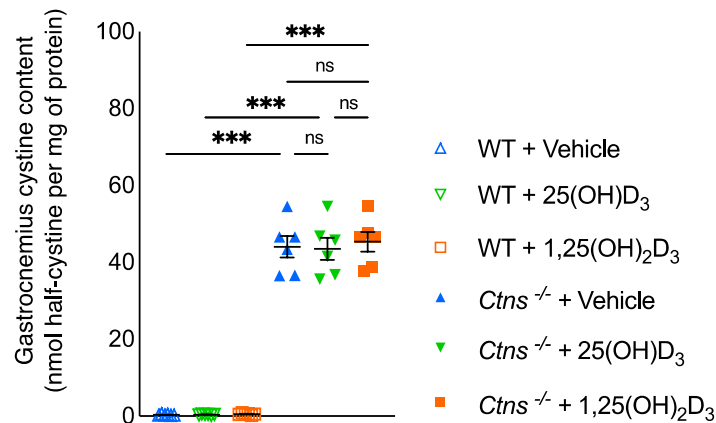 Gastrocnemius cystine content
(nmol half-cystine per mg of protein)
100
80
60
40
20
0
***
ns
***
ns
***
ns
WT + Vehicle
WT + 25(OH)D₃
WT + 1,25(OH)₂D₃
Ctns ⁻/⁻ + Vehicle
Ctns ⁻/⁻ + 25(OH)D₃
Ctns ⁻/⁻ + 1,25(OH)₂D₃